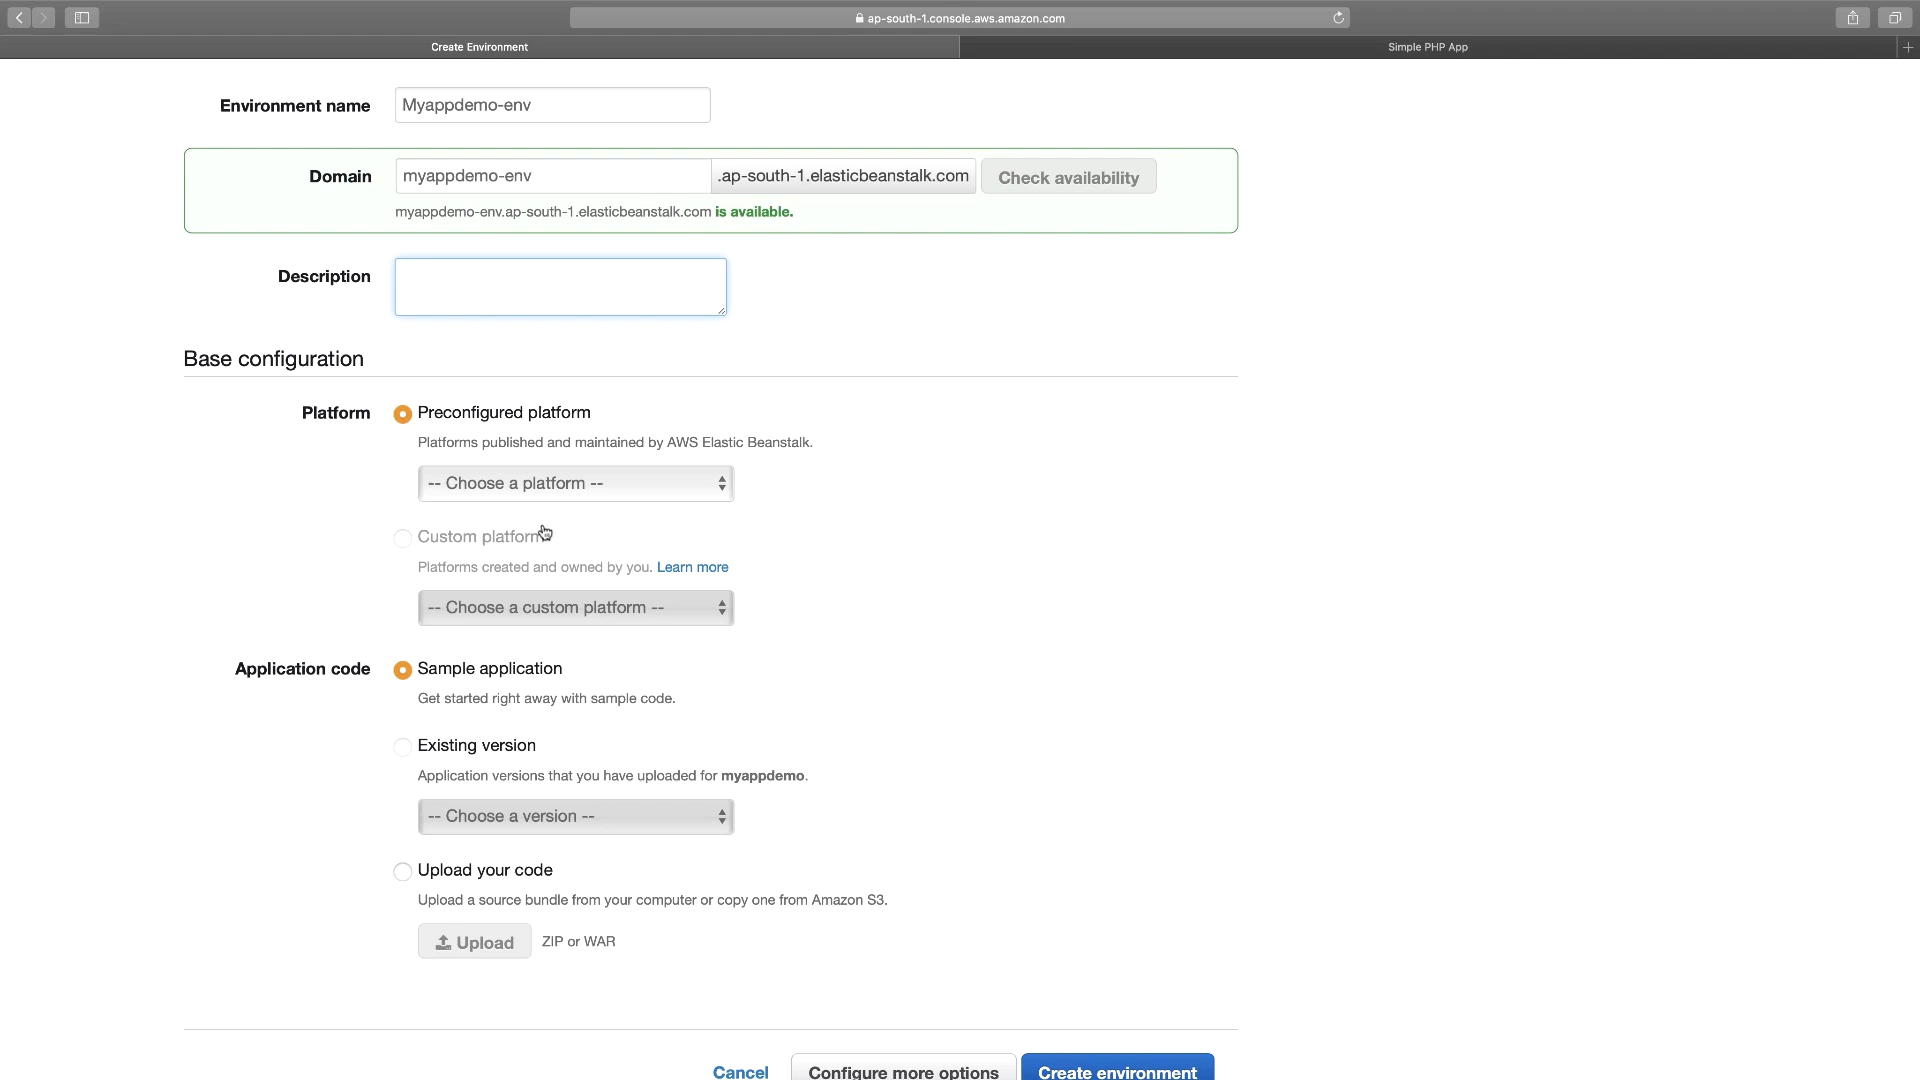 ap-south-1.console.aws.amazon.com
Create Environment
Simple PHP App
Environment name
Myappdemo-env
Domain
myappdemo-env
.ap-south-1.elasticbeanstalk.com
Check availability
myappdemo-env.ap-south-1.elasticbeanstalk.com is available.
Description
Base configuration
Platform
Preconfigured platform
Platforms published and maintained by AWS Elastic Beanstalk.
-- Choose a platform --
Custom platform
Platforms created and owned by you. Learn more
-- Choose a custom platform --
Application code
Sample application
Get started right away with sample code.
Existing version
Application versions that you have uploaded for myappdemo.
-- Choose a version --
Upload your code
Upload a source bundle from your computer or copy one from Amazon S3.
Upload
ZIP or WAR
Cancel
Configure more options
Create environment